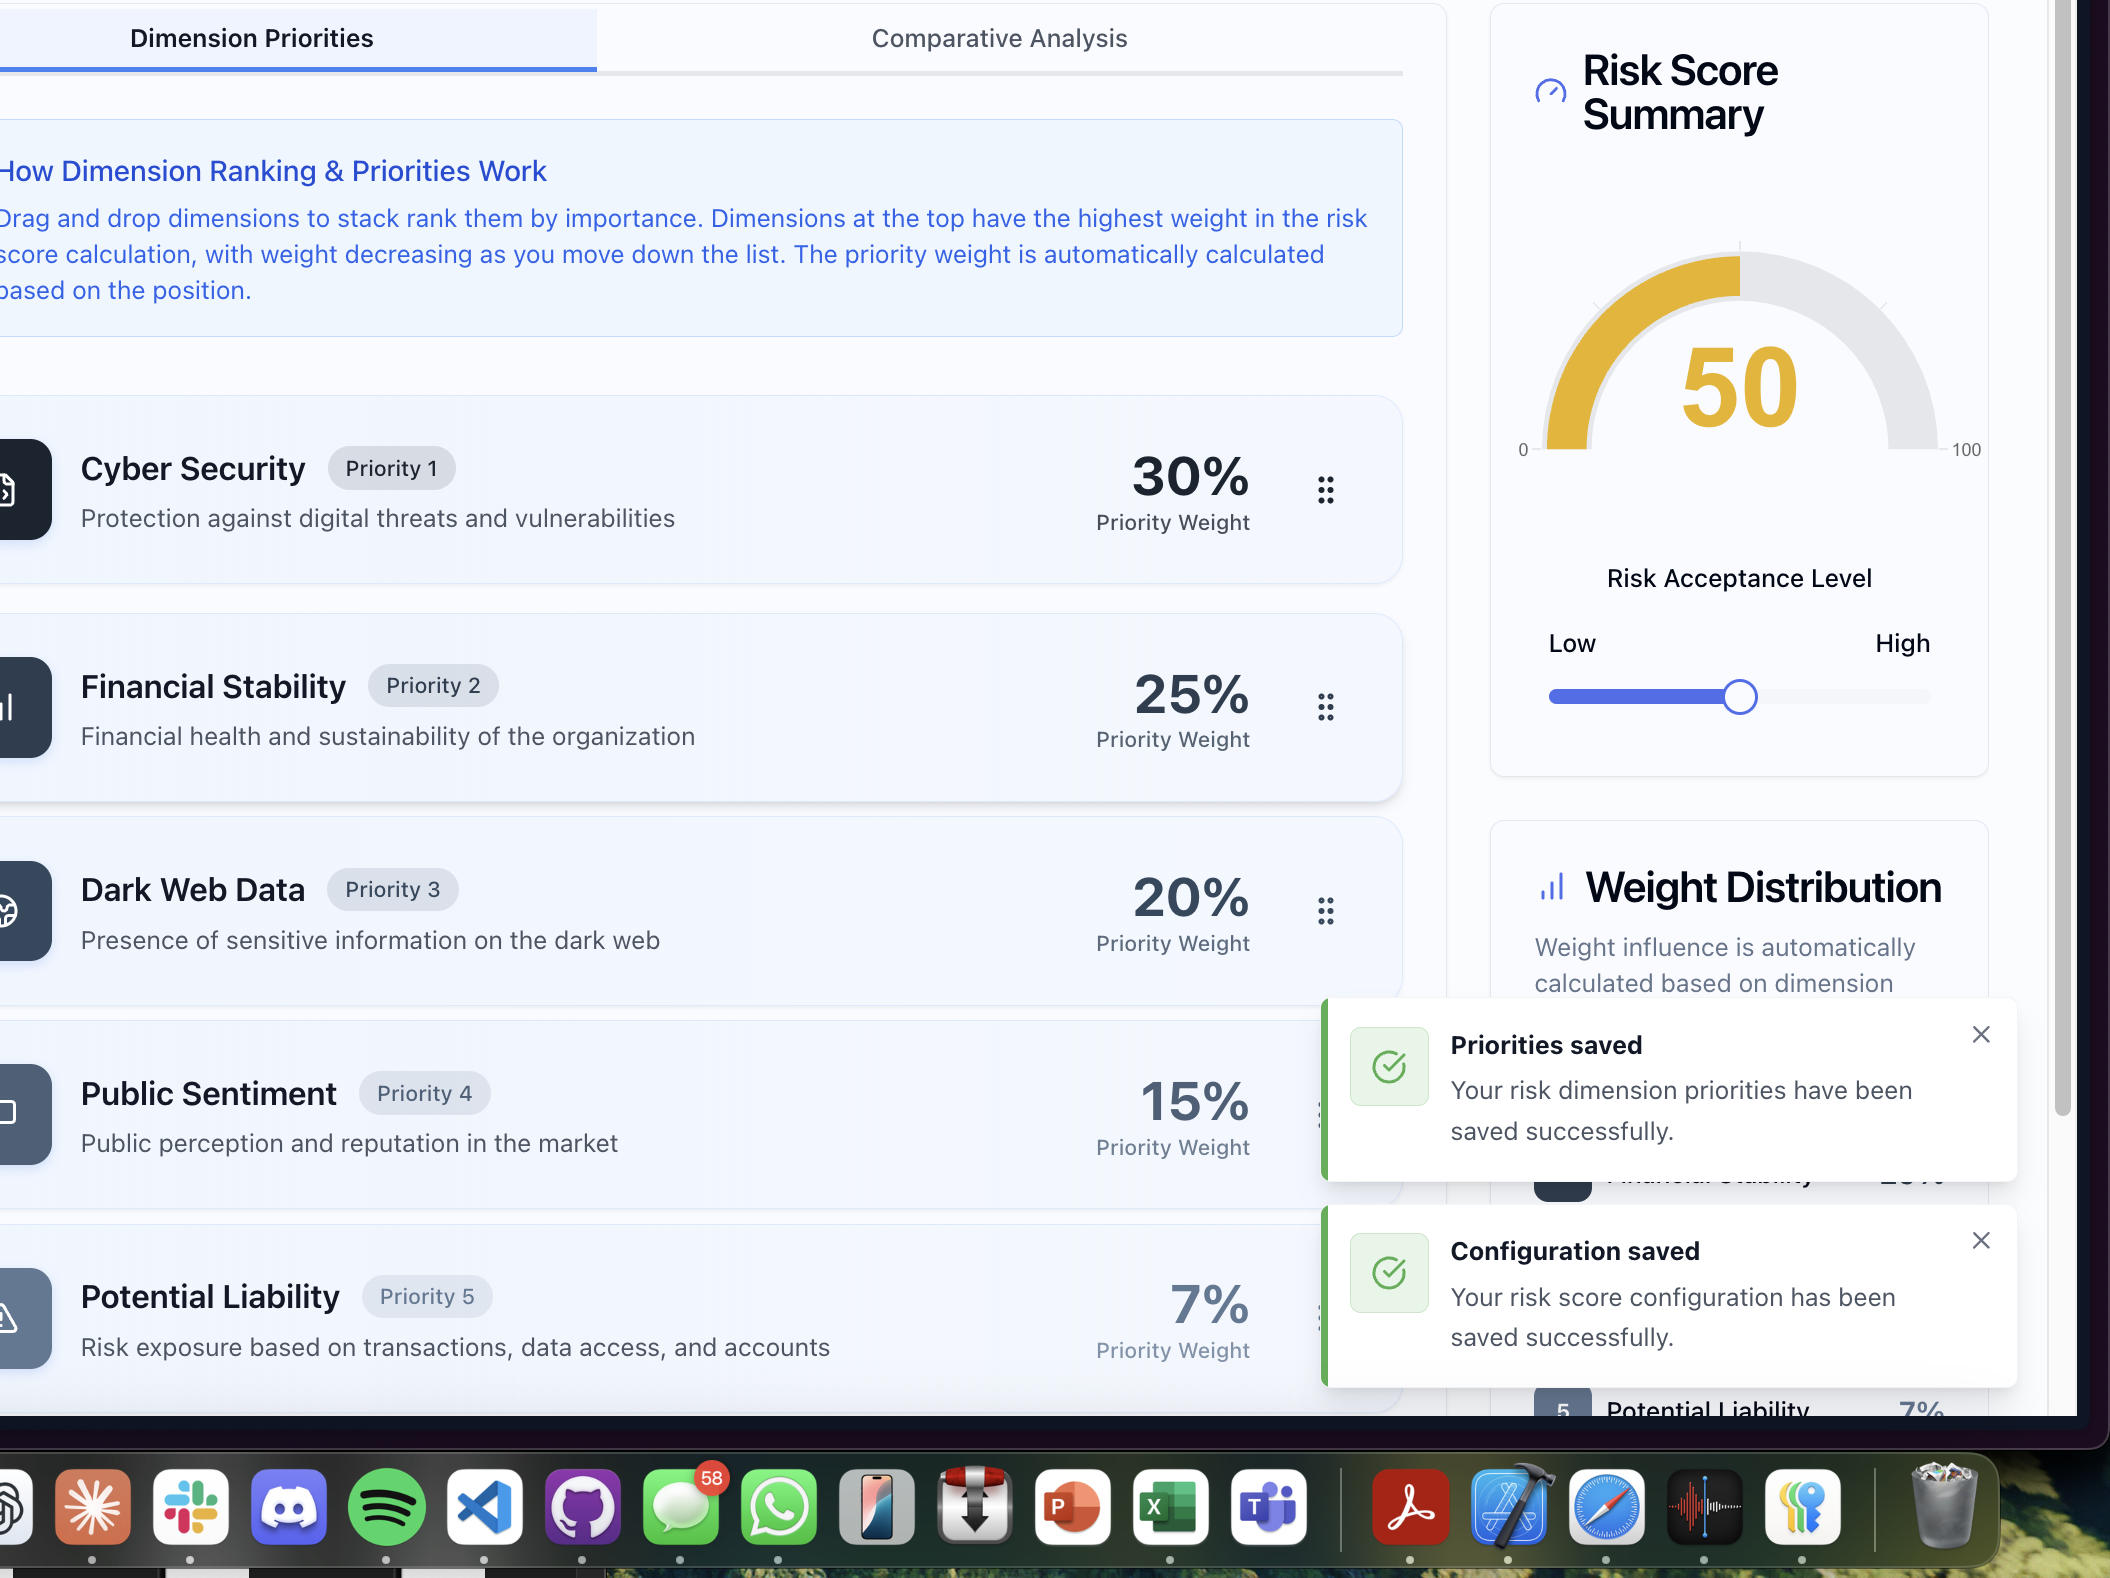 Dimension Priorities
Comparative Analysis
How Dimension Ranking & Priorities Work
Drag and drop dimensions to stack rank them by importance. Dimensions at the top have the highest weight in the risk
score calculation, with weight decreasing as you move down the list. The priority weight is automatically calculated
based on the position.
Cyber Security
Priority 1
Protection against digital threats and vulnerabilities
30%
Priority Weight
Financial Stability
Priority 2
Financial health and sustainability of the organization
25%
Priority Weight
Dark Web Data
Priority 3
Presence of sensitive information on the dark web
20%
Priority Weight
Public Sentiment
Priority 4
Public perception and reputation in the market
15%
Priority Weight
Potential Liability
Priority 5
Risk exposure based on transactions, data access, and accounts
7%
Priority Weight
Risk Score
Summary
50
0
100
Risk Acceptance Level
Low
High
Weight Distribution
Weight influence is automatically
calculated based on dimension
Priorities saved
Your risk dimension priorities have been
saved successfully.
Financial Stability
Configuration saved
Your risk score configuration has been
saved successfully.
5
Potential Liability
7%
58
P
X
T